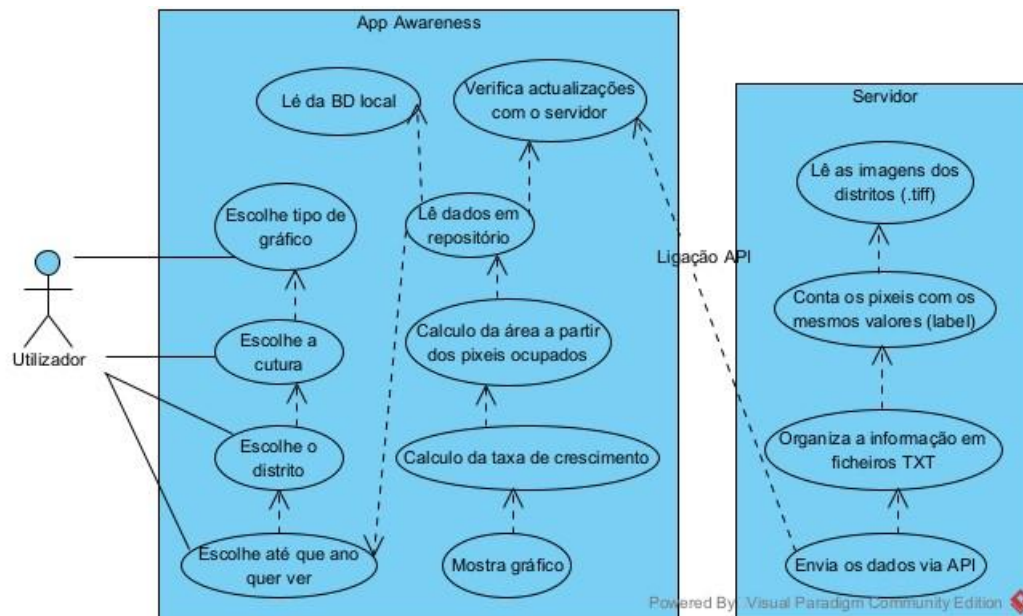 App Awareness
Lé da BD local
Verifica actualizações
com o servidor
Escolhe tipo de
gráfico
Lê dados em
repositório
Utilizador
Escolhe a
cutura
Calculo da área a partir
dos pixeis ocupados
Escolhe o
distrito
Calculo da taxa de crescimento
Escolhe até que ano
quer ver
Mostra gráfico
Ligação API
Servidor
Lê as imagens dos
distritos (.tiff)
Conta os pixeis com os
mesmos valores (label)
Organiza a informação em
ficheiros TXT
Envia os dados via API
Powered By Visual Paradigm Community Edition